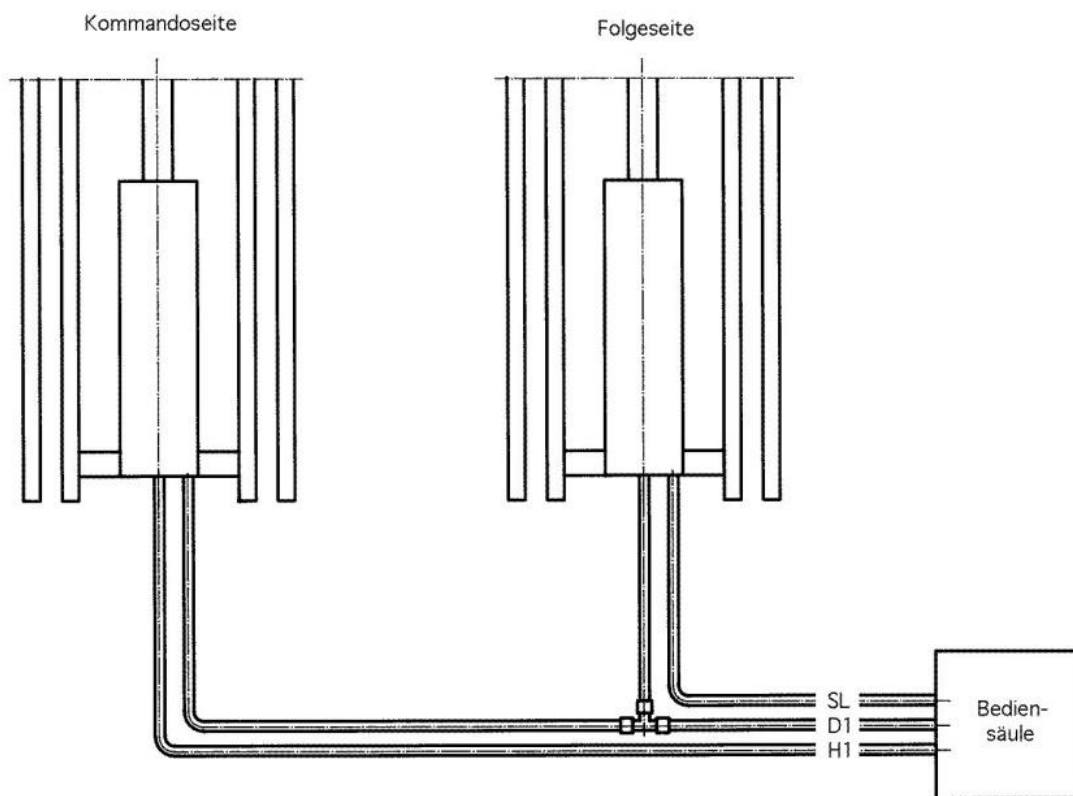 Kommandoseite
Folgeseite
SL
D1
H1
Bedien-
säule